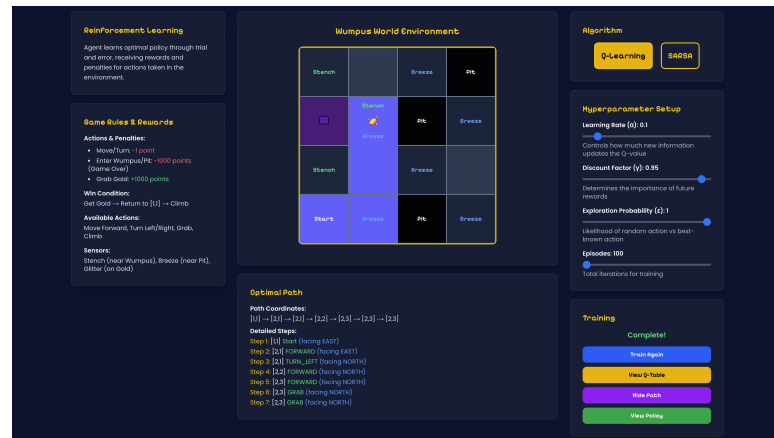 Reinforcement Learning
Agent learns optimal policy through trial
and error, receiving rewards and
penalties for actions taken in the
environment.
Game Rules & Rewards
Actions & Penalties:
• Move/Turn: -1 point
• Enter Wumpus/Pit: -1000 points
(Game Over)
• Grab Gold: +1000 points
Win Condition:
Get Gold → Return to [1,1] → Climb
Available Actions:
Move Forward, Turn Left/Right, Grab,
Climb
Sensors:
Stench (near Wumpus), Breeze (near Pit),
Glitter (on Gold)
Wumpus World Environment
Stench
Breeze
Pit
Stench
Breeze
Pit
Breeze
Stench
Breeze
Start
Breeze
Pit
Breeze
Optimal Path
Path Coordinates:
[1,1] → [2,1] → [2,1] → [2,2] → [2,3] → [2,3] → [2,3]
Detailed Steps:
Step 1: [1,1] Start (facing EAST)
Step 2: [2,1] FORWARD (facing EAST)
Step 3: [2,1] TURN_LEFT (facing NORTH)
Step 4: [2,2] FORWARD (facing NORTH)
Step 5: [2,3] FORWARD (facing NORTH)
Step 6: [2,3] GRAB (facing NORTH)
Step 7: [2,3] GRAB (facing NORTH)
Algorithm
Q-Learning
SARSA
Hyperparameter Setup
Learning Rate (α): 0.1
Controls how much new information
updates the Q-value
Discount Factor (γ): 0.95
Determines the importance of future
rewards
Exploration Probability (ε): 1
Likelihood of random action vs best-
known action
Episodes: 100
Total iterations for training
Training
Complete!
Train Again
View Q-Table
Hide Path
View Policy